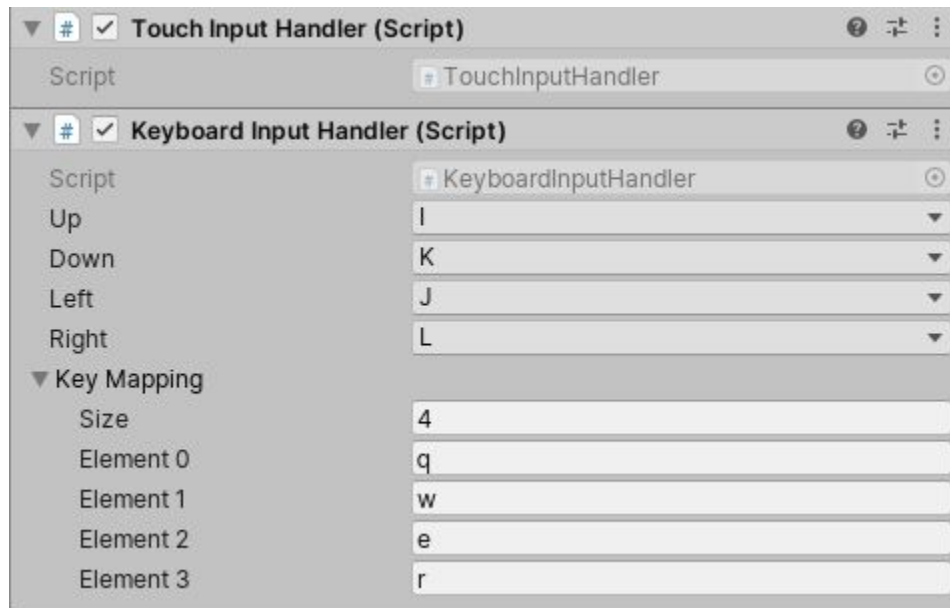 # Touch Input Handler (Script)
Script # TouchInputHandler
# Keyboard Input Handler (Script)
Script # KeyboardInputHandler
Up I
Down K
Left J
Right L
Key Mapping
Size 4
Element 0 q
Element 1 w
Element 2 e
Element 3 r